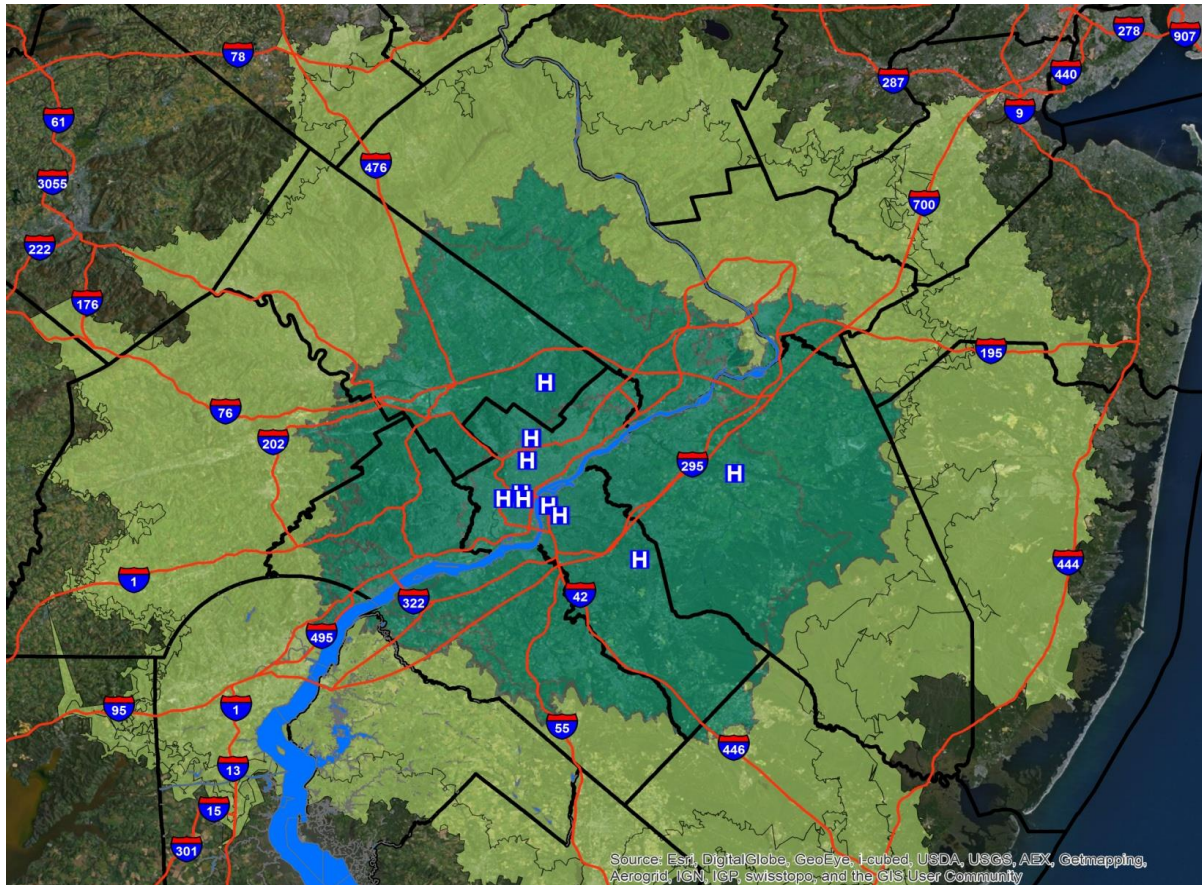 278
907
78
440
287
9
61
476
3055
700
222
176
195
H
76
202
H
H
295
H
H
H
H
H
H
H
444
1
322
42
495
95
1
55
446
13
15
301
Source: Esri, DigitalGlobe, GeoEye, i-cubed, USDA, USGS, AEX, Getmapping,
Aerogrid, IGN, IGP, swisstopo, and the GIS User Community